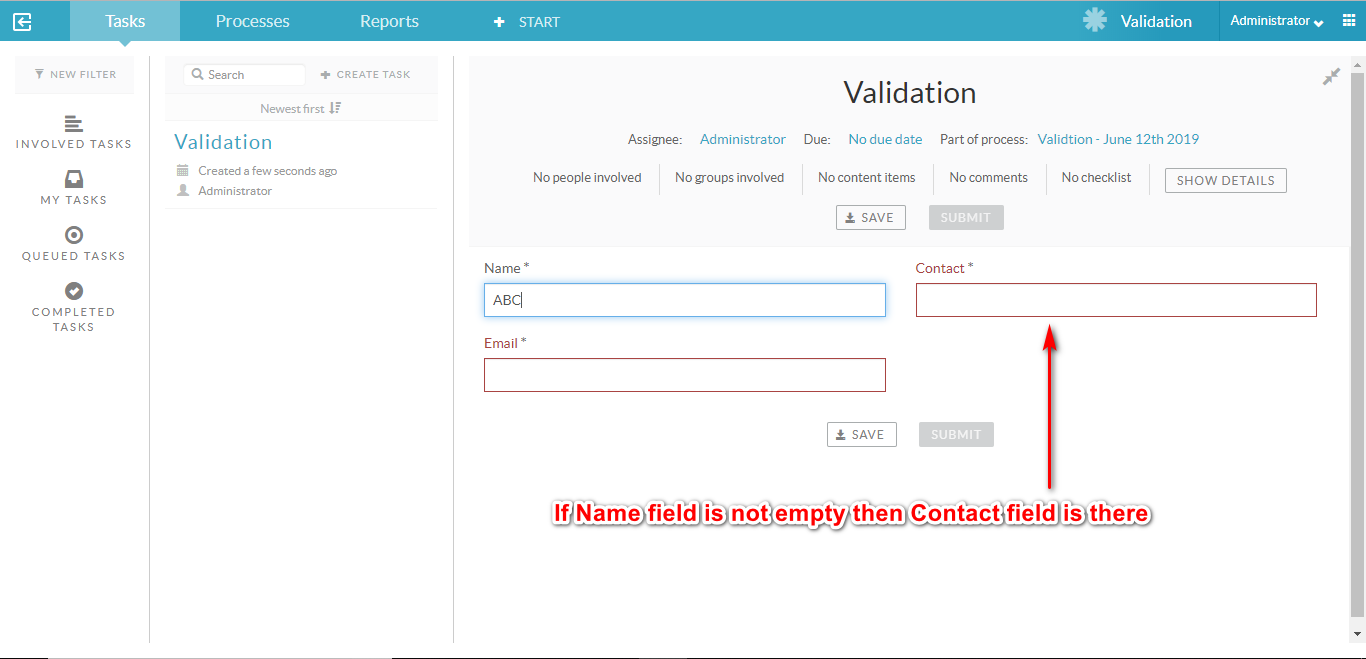 Tasks Processes Reports START Validation Administrator
NEW FILTER
INVOLVED TASKS
MY TASKS
QUEUED TASKS
COMPLETED
TASKS
Search CREATE TASK
Newest first
Validation
Created a few seconds ago
Administrator
Validation
Assignee: Administrator Due: No due date Part of process: Validtion - June 12th 2019
No people involved No groups involved No content items No comments No checklist SHOW DETAILS
SAVE SUBMIT
Name * Contact *
ABC
Email *
SAVE SUBMIT
If Name field is not empty then Contact field is there